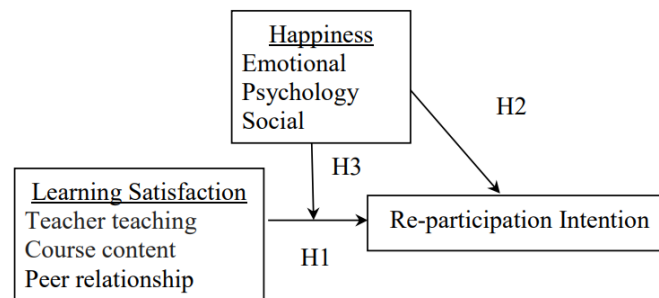 Happiness
Emotional
Psychology
Social
H2
H3
Learning Satisfaction
Teacher teaching
Course content
Peer relationship
H1
Re-participation Intention